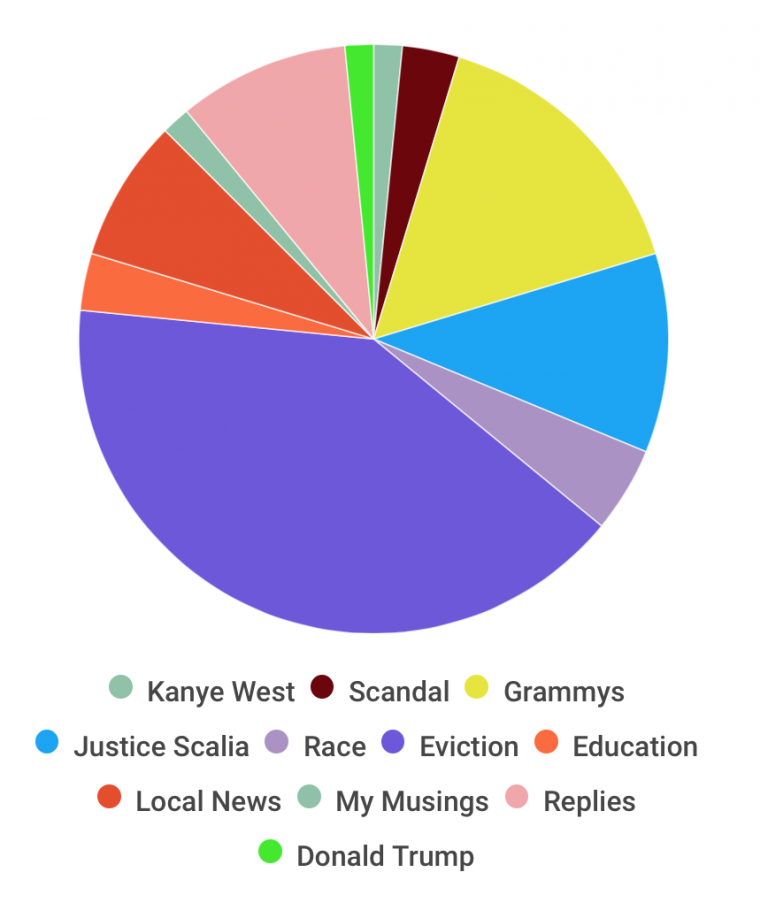 Kanye West Scandal Grammys
Justice Scalia Race Eviction Education
Local News My Musings Replies
Donald Trump